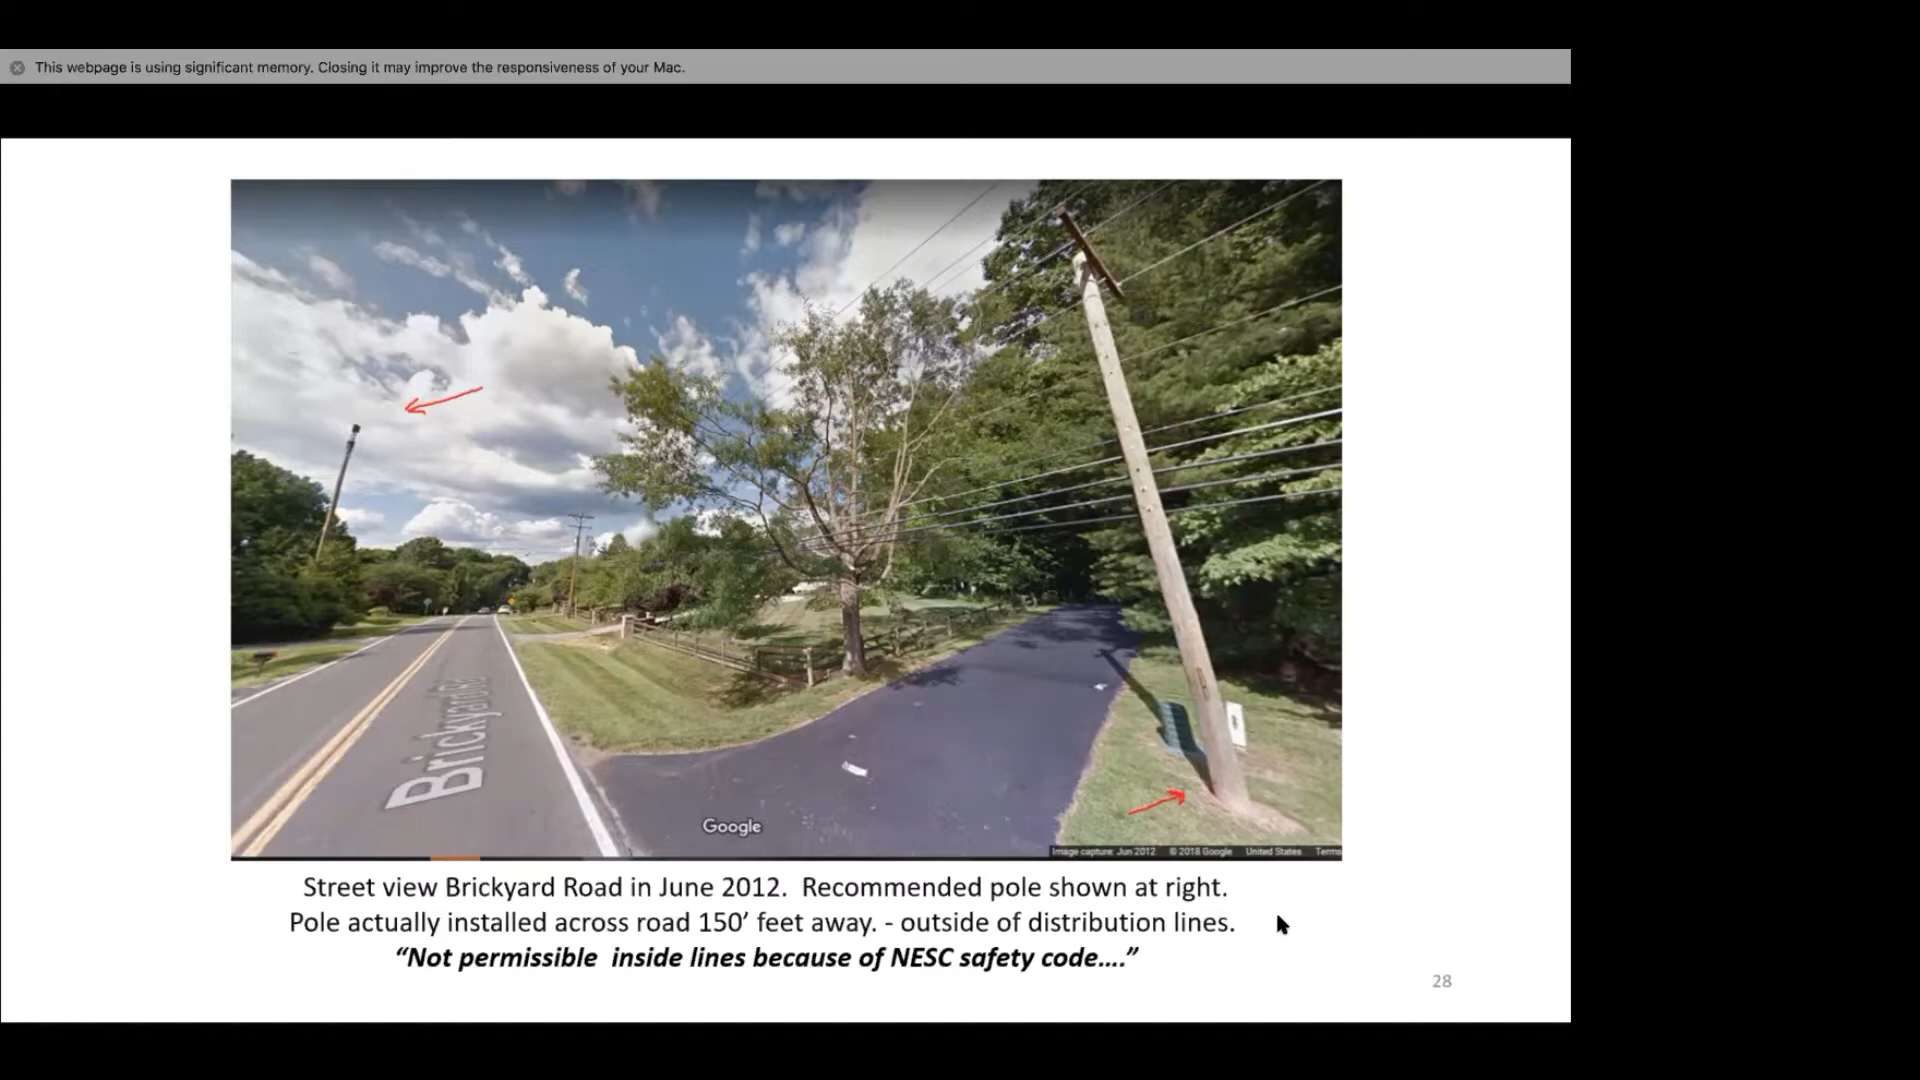 This webpage is using significant memory. Closing it may improve the responsiveness of your Mac.
Brickyard Rd
Google
Image capture: Jun 2012 © 2018 Google United States Terms
Street view Brickyard Road in June 2012. Recommended pole shown at right.
Pole actually installed across road 150’ feet away. - outside of distribution lines.
“Not permissible inside lines because of NESC safety code....”
28